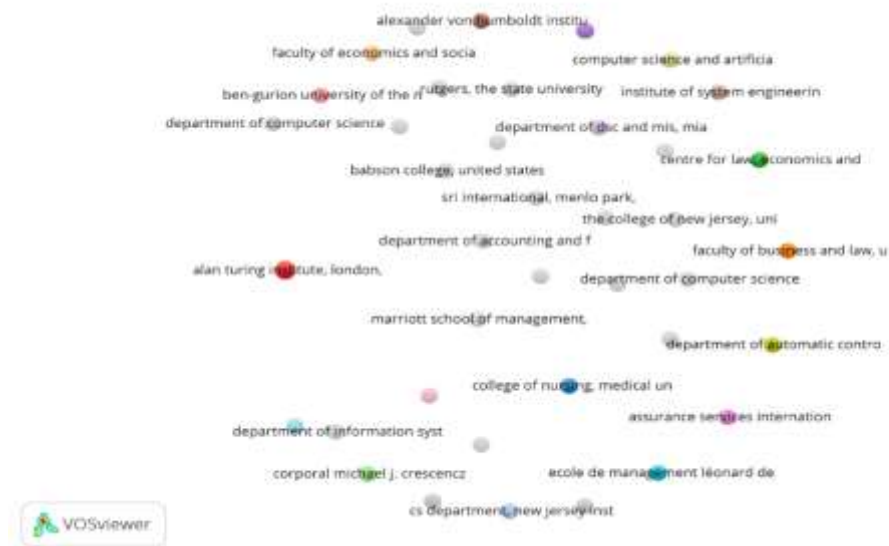 alexander von humboldt institu
faculty of economics and socia
computer science and artificia
ben-gurion university of the n
rutgers, the state university
institute of system engineerin
department of computer science
department of dsc and mis, mia
centre for law, economics and
babson college, united states
sri international, menlo park,
the college of new jersey, uni
department of accounting and f
faculty of business and law, u
alan turing institute, london,
department of computer science
marriott school of management,
department of automatic contro
college of nursing, medical un
assurance services internation
department of information syst
corporal michael j. crescencz
ecole de management léonard de
cs department, new jersey inst
VOSviewer